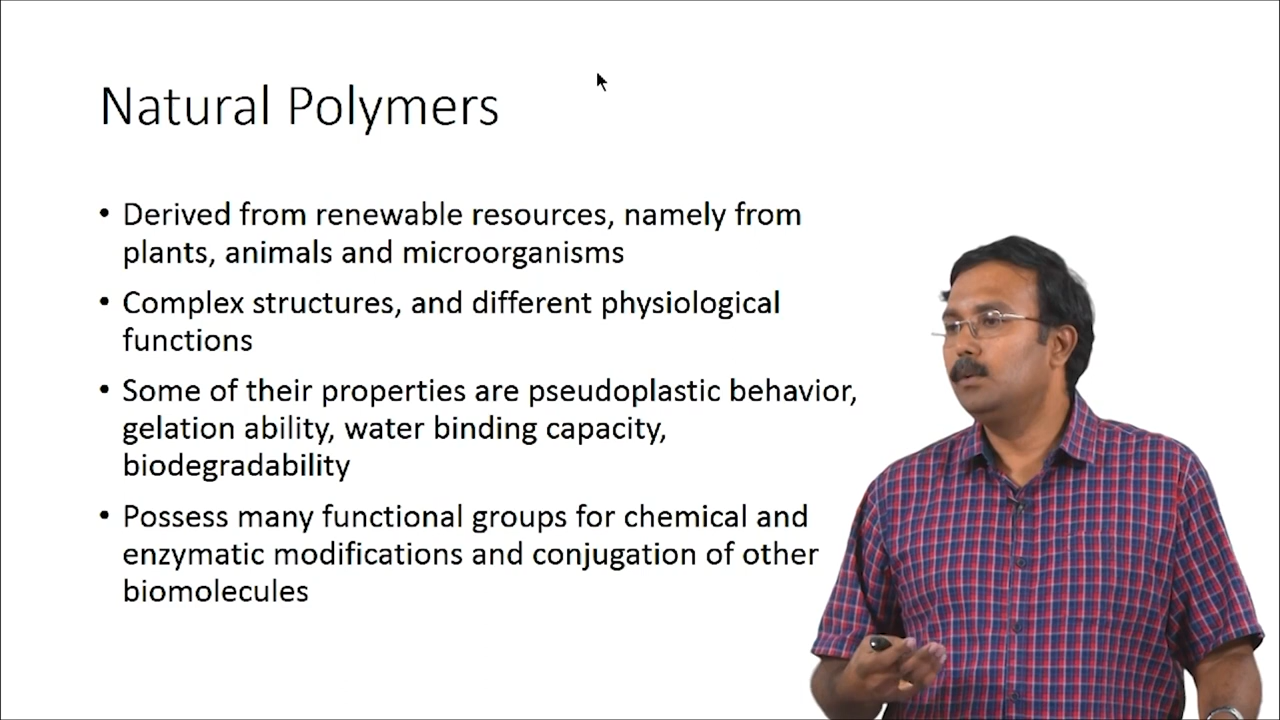 Natural Polymers
• Derived from renewable resources, namely from
plants, animals and microorganisms
• Complex structures, and different physiological
functions
• Some of their properties are pseudoplastic behavior,
gelation ability, water binding capacity,
biodegradability
• Possess many functional groups for chemical and
enzymatic modifications and conjugation of other
biomolecules